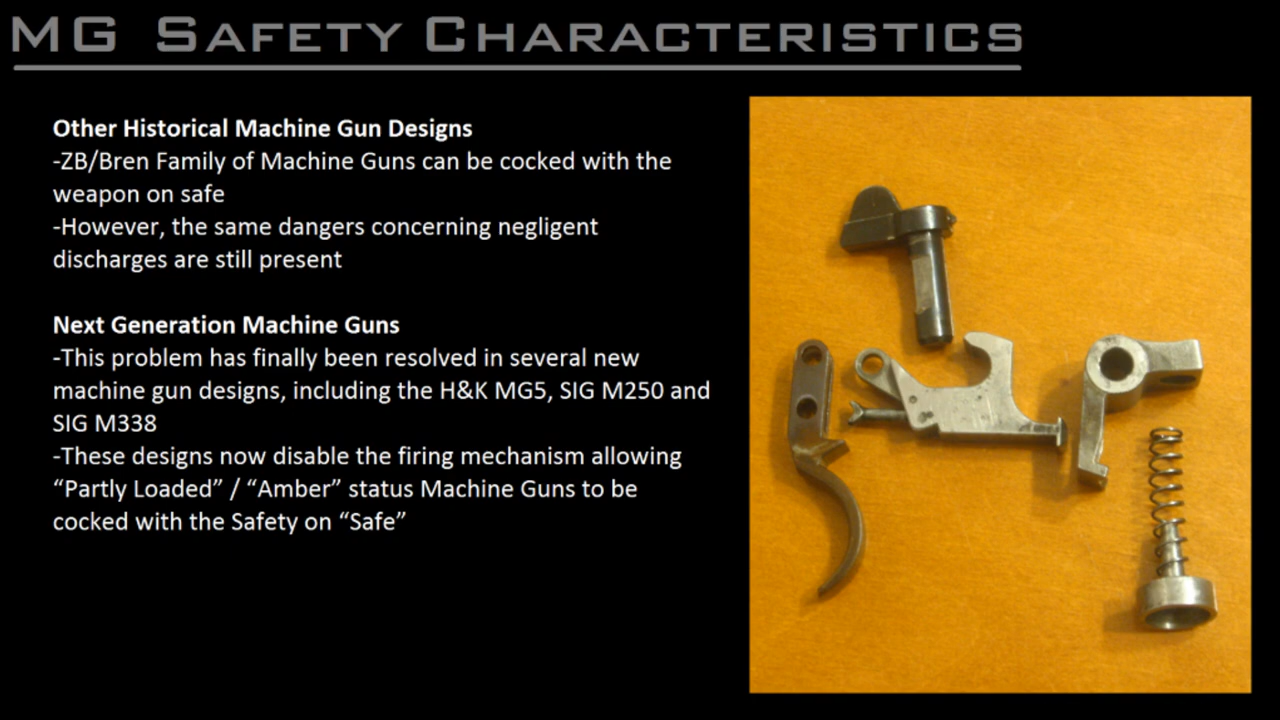 MG SAFETY CHARACTERISTICS
Other Historical Machine Gun Designs
-ZB/Bren Family of Machine Guns can be cocked with the
weapon on safe
-However, the same dangers concerning negligent
discharges are still present
Next Generation Machine Guns
-This problem has finally been resolved in several new
machine gun designs, including the H&K MG5, SIG M250 and
SIG M338
-These designs now disable the firing mechanism allowing
“Partly Loaded” / “Amber” status Machine Guns to be
cocked with the Safety on “Safe”